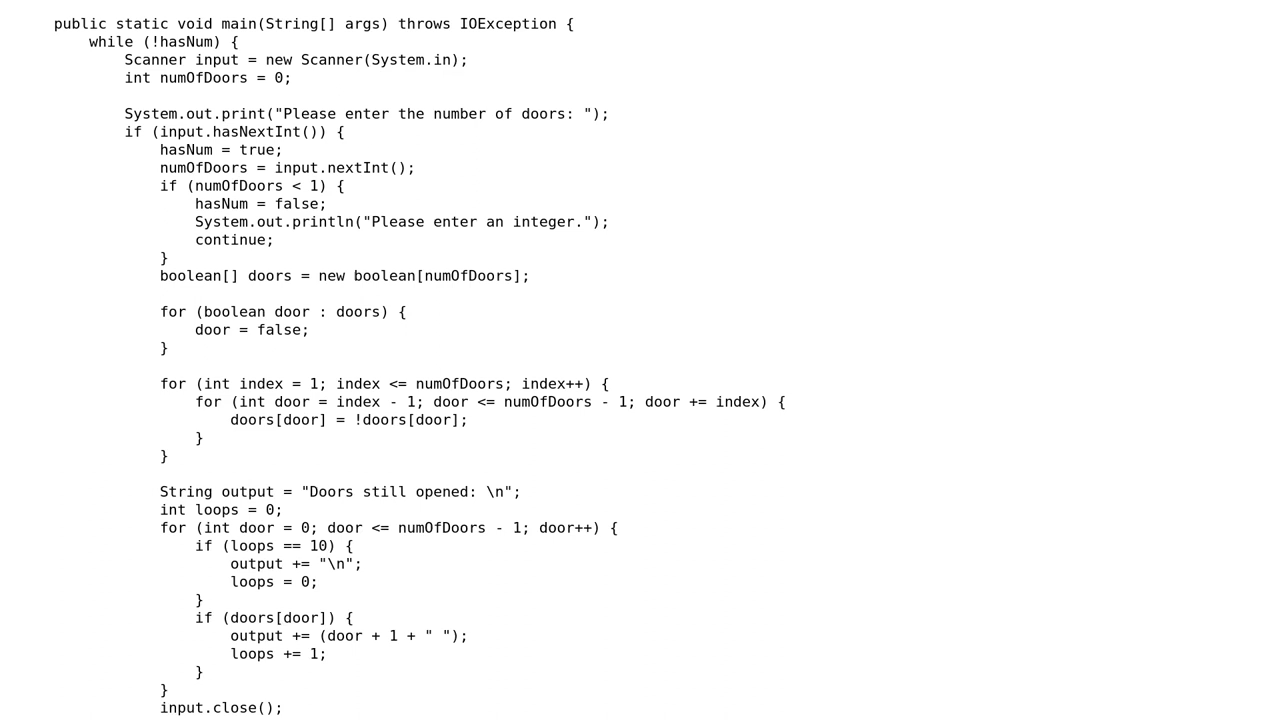 public static void main(String[] args) throws IOException {
while (!hasNum) {
Scanner input = new Scanner(System.in);
int numOfDoors = 0;
System.out.print("Please enter the number of doors: ");
if (input.hasNextInt()) {
hasNum = true;
numOfDoors = input.nextInt();
if (numOfDoors < 1) {
hasNum = false;
System.out.println("Please enter an integer.");
continue;
}
boolean[] doors = new boolean[numOfDoors];
for (boolean door : doors) {
door = false;
}
for (int index = 1; index <= numOfDoors; index++) {
for (int door = index - 1; door <= numOfDoors - 1; door += index) {
doors[door] = !doors[door];
}
}
String output = "Doors still opened: \n";
int loops = 0;
for (int door = 0; door <= numOfDoors - 1; door++) {
if (loops == 10) {
output += "\n";
loops = 0;
}
if (doors[door]) {
output += (door + 1 + " ");
loops += 1;
}
}
input.close();